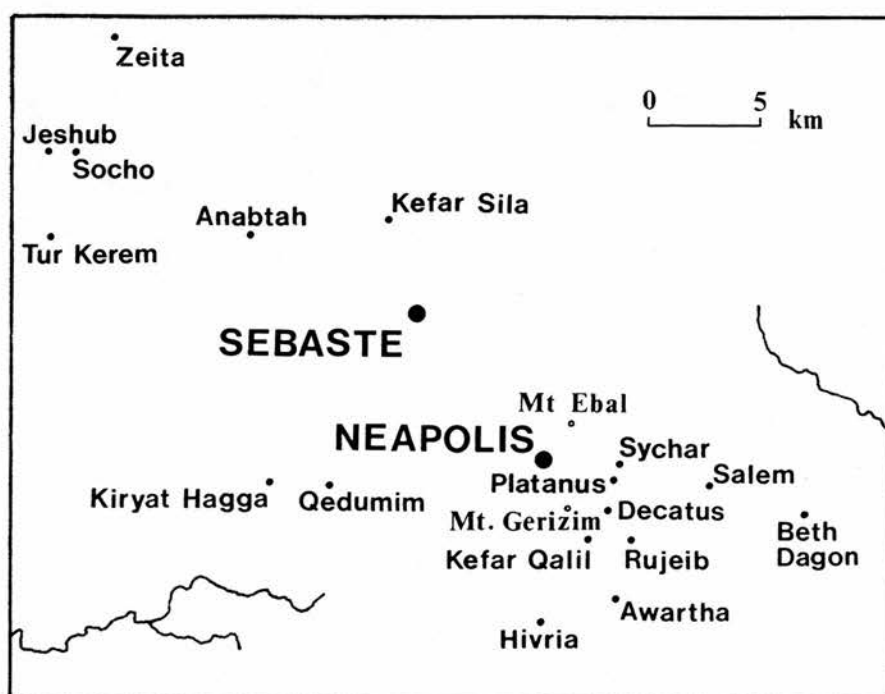 Zeita
0 5
km
Jeshub
Socho
Anabtah
Kefar Sila
Tur Kerem
SEBASTE
Mt Ebal
NEAPOLIS
Sychar
Platanus
Salem
Kiryat Hagga
Qedumim
Mt. Gerizim
Decatus
Beth
Dagon
Kefar Qalil
Rujeib
Awartha
Hivria